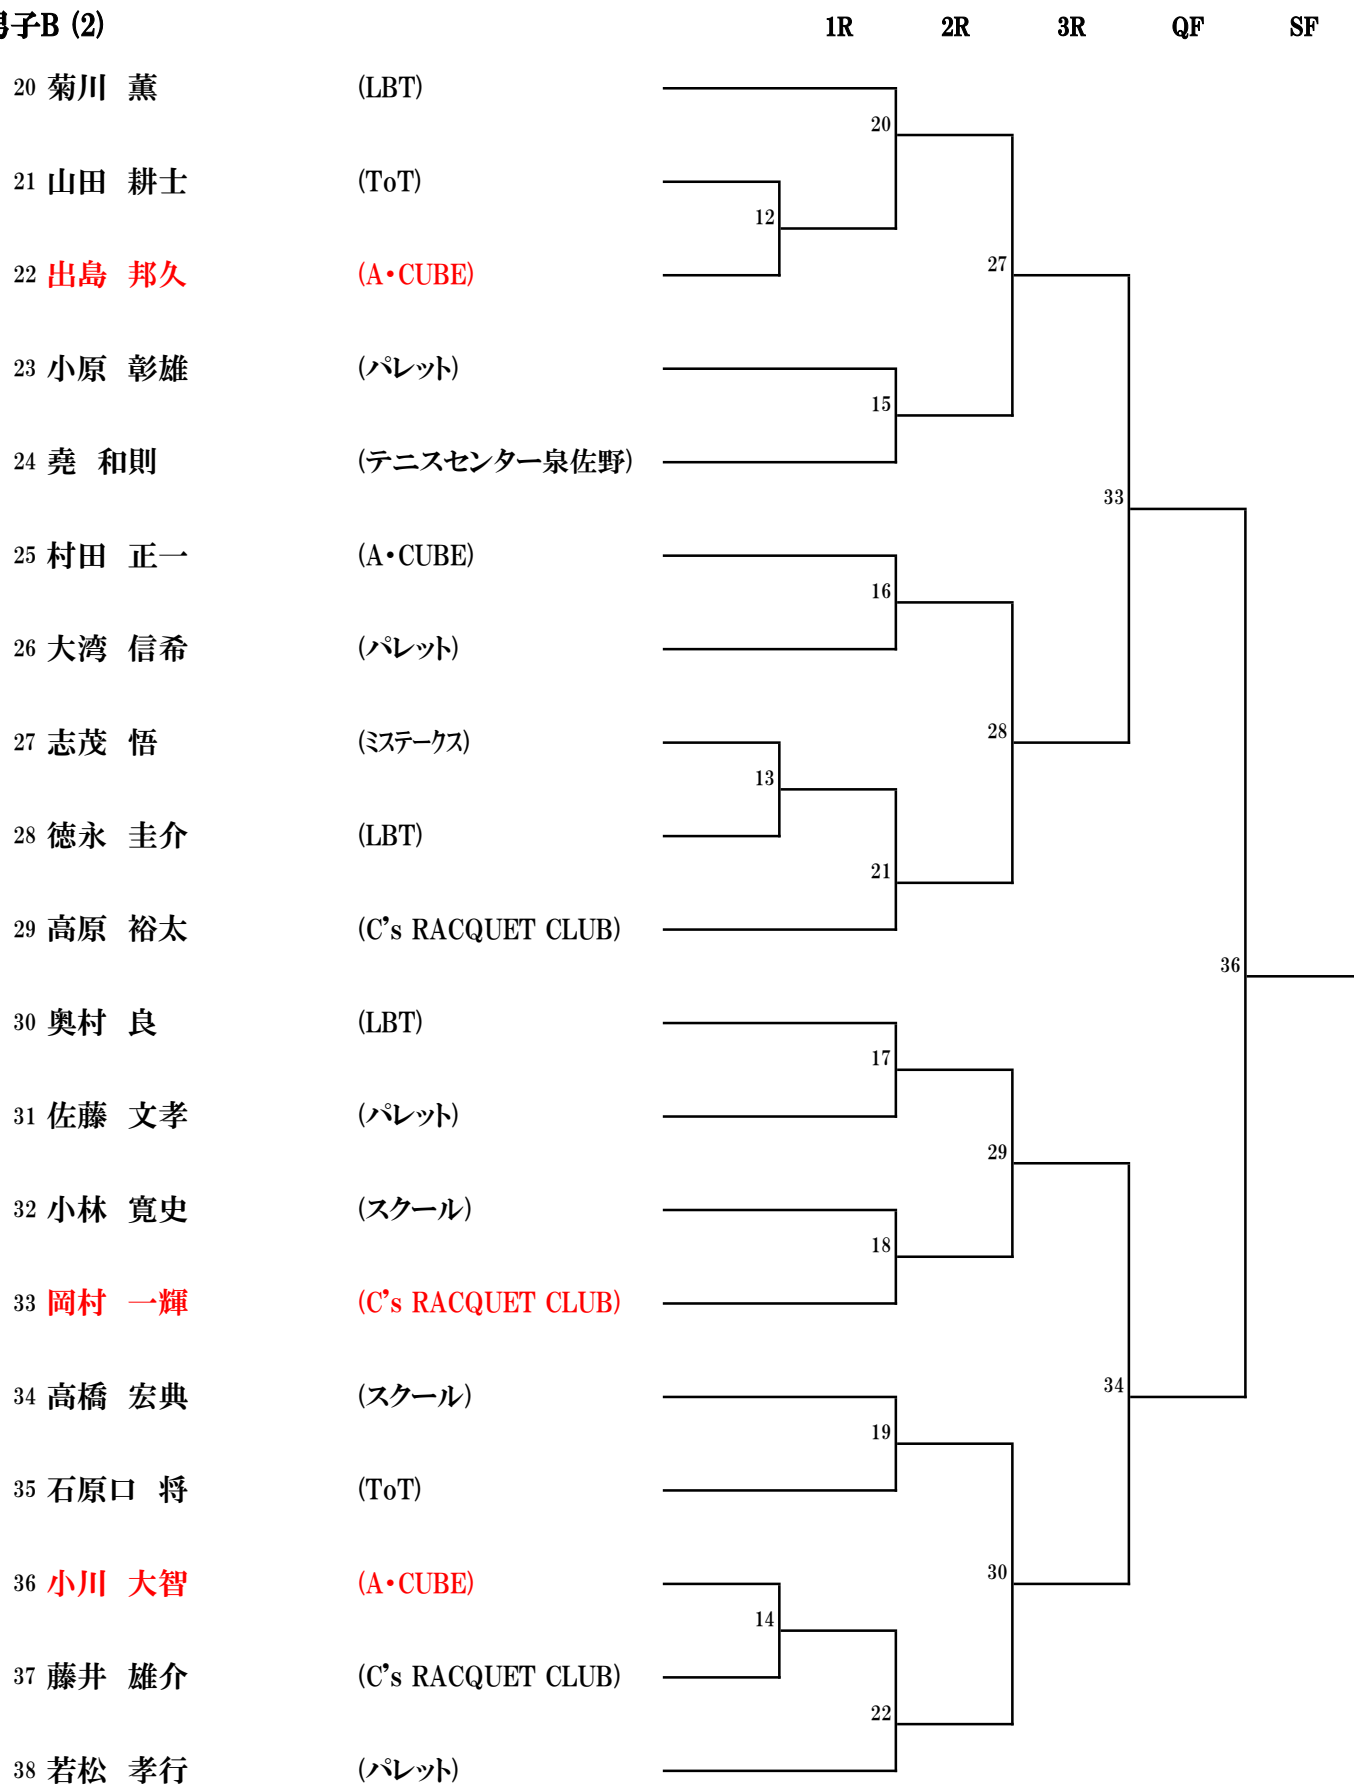 男子B (2) 1R 2R 3R QF SF
20 菊川 薫 (LBT)
20
21 山田 耕士 (ToT)
12
22 出島 邦久 (A・CUBE)
27
23 小原 彰雄 (パレット)
15
24 堯 和則 (テニスセンター泉佐野)
33
25 村田 正一 (A・CUBE)
16
26 大湾 信希 (パレット)
28
27 志茂 悟 (ミステークス)
13
28 徳永 圭介 (LBT)
21
29 高原 裕太 (C's RACQUET CLUB)
36
30 奥村 良 (LBT)
17
31 佐藤 文孝 (パレット)
29
32 小林 寛史 (スクール)
18
33 岡村 一輝 (C's RACQUET CLUB)
34
34 高橋 宏典 (スクール)
19
35 石原口 将 (ToT)
30
36 小川 大智 (A・CUBE)
14
37 藤井 雄介 (C's RACQUET CLUB)
22
38 若松 孝行 (パレット)